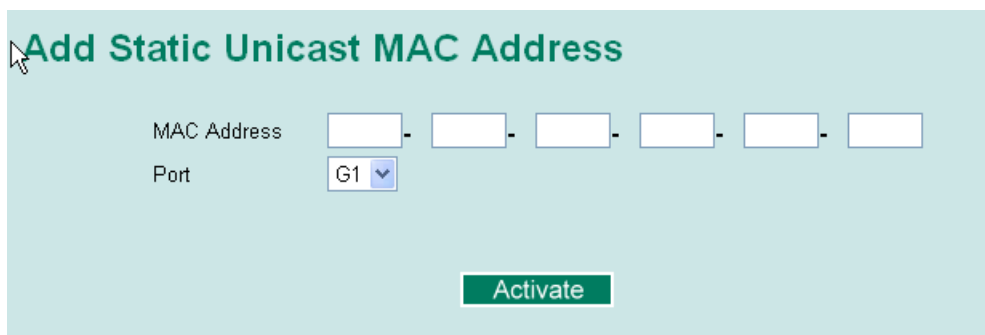 Add Static Unicast MAC Address
MAC Address - - - - -
Port G1
Activate